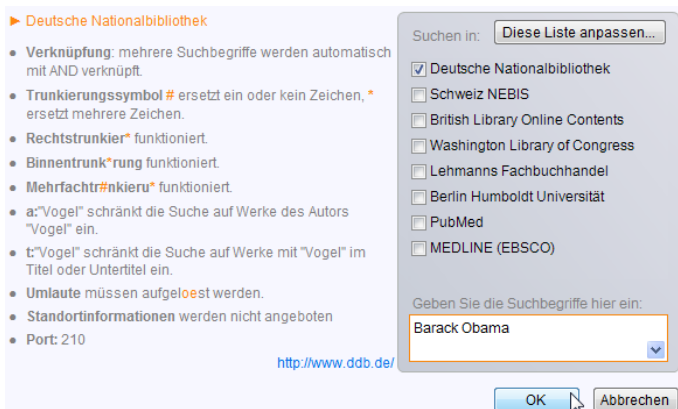 ► Deutsche Nationalbibliothek
• Verknüpfung: mehrere Suchbegriffe werden automatisch
mit AND verknüpft.
• Trunkierungssymbol # ersetzt ein oder kein Zeichen, *
ersetzt mehrere Zeichen.
• Rechtstrunkier* funktioniert.
• Binnentrunk*rung funktioniert.
• Mehrfachtr#nkieru* funktioniert.
• a:"Vogel" schränkt die Suche auf Werke des Autors
"Vogel" ein.
• t:"Vogel" schränkt die Suche auf Werke mit "Vogel" im
Titel oder Untertitel ein.
• Umlaute müssen aufgeloest werden.
• Standortinformationen werden nicht angeboten
• Port: 210
http://www.ddb.de/
Suchen in: Diese Liste anpassen...
Deutsche Nationalbibliothek
Schweiz NEBIS
British Library Online Contents
Washington Library of Congress
Lehmanns Fachbuchhandel
Berlin Humboldt Universität
PubMed
MEDLINE (EBSCO)
Geben Sie die Suchbegriffe hier ein:
Barack Obama
OK Abbrechen